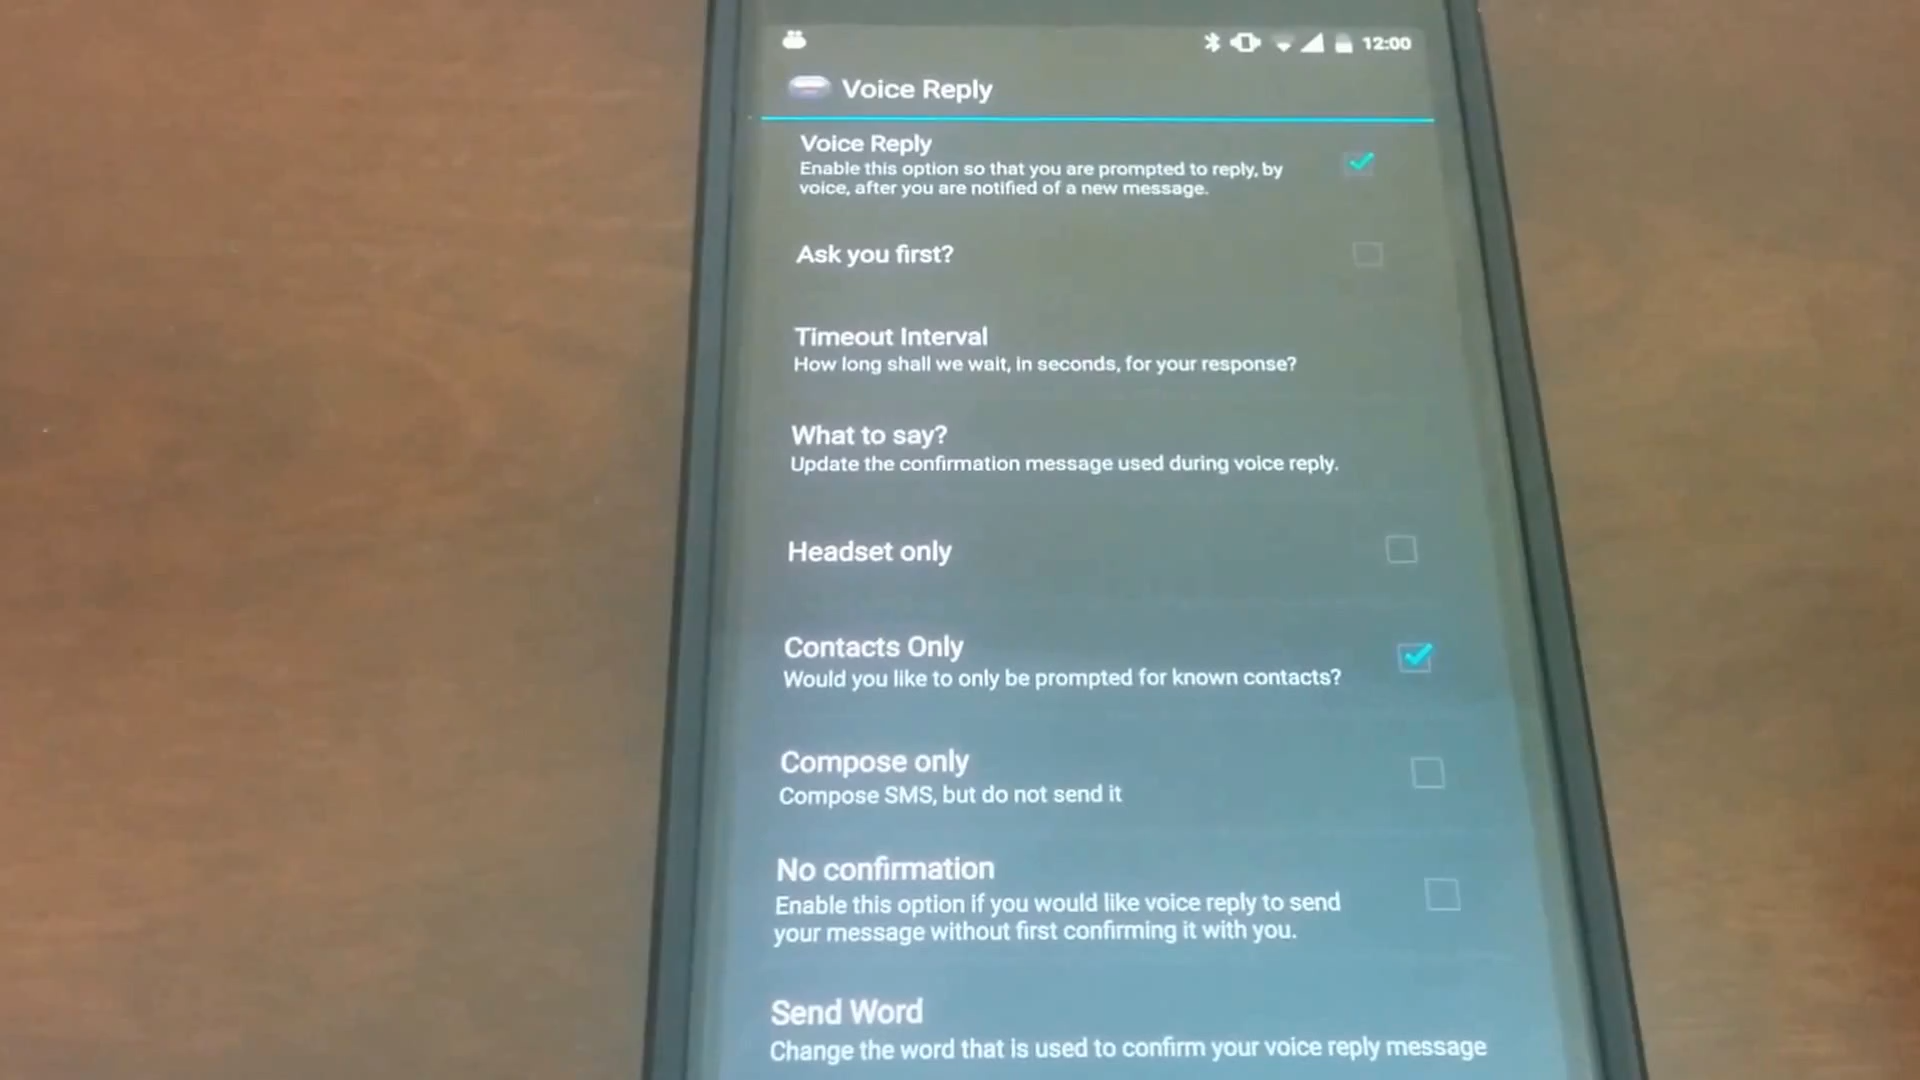 12:00
Voice Reply
Voice Reply
Enable this option so that you are prompted to reply, by
voice, after you are notified of a new message.
Ask you first?
Timeout Interval
How long shall we wait, in seconds, for your response?
What to say?
Update the confirmation message used during voice reply.
Headset only
Contacts Only
Would you like to only be prompted for known contacts?
Compose only
Compose SMS, but do not send it
No confirmation
Enable this option if you would like voice reply to send
your message without first confirming it with you.
Send Word
Change the word that is used to confirm your voice reply message